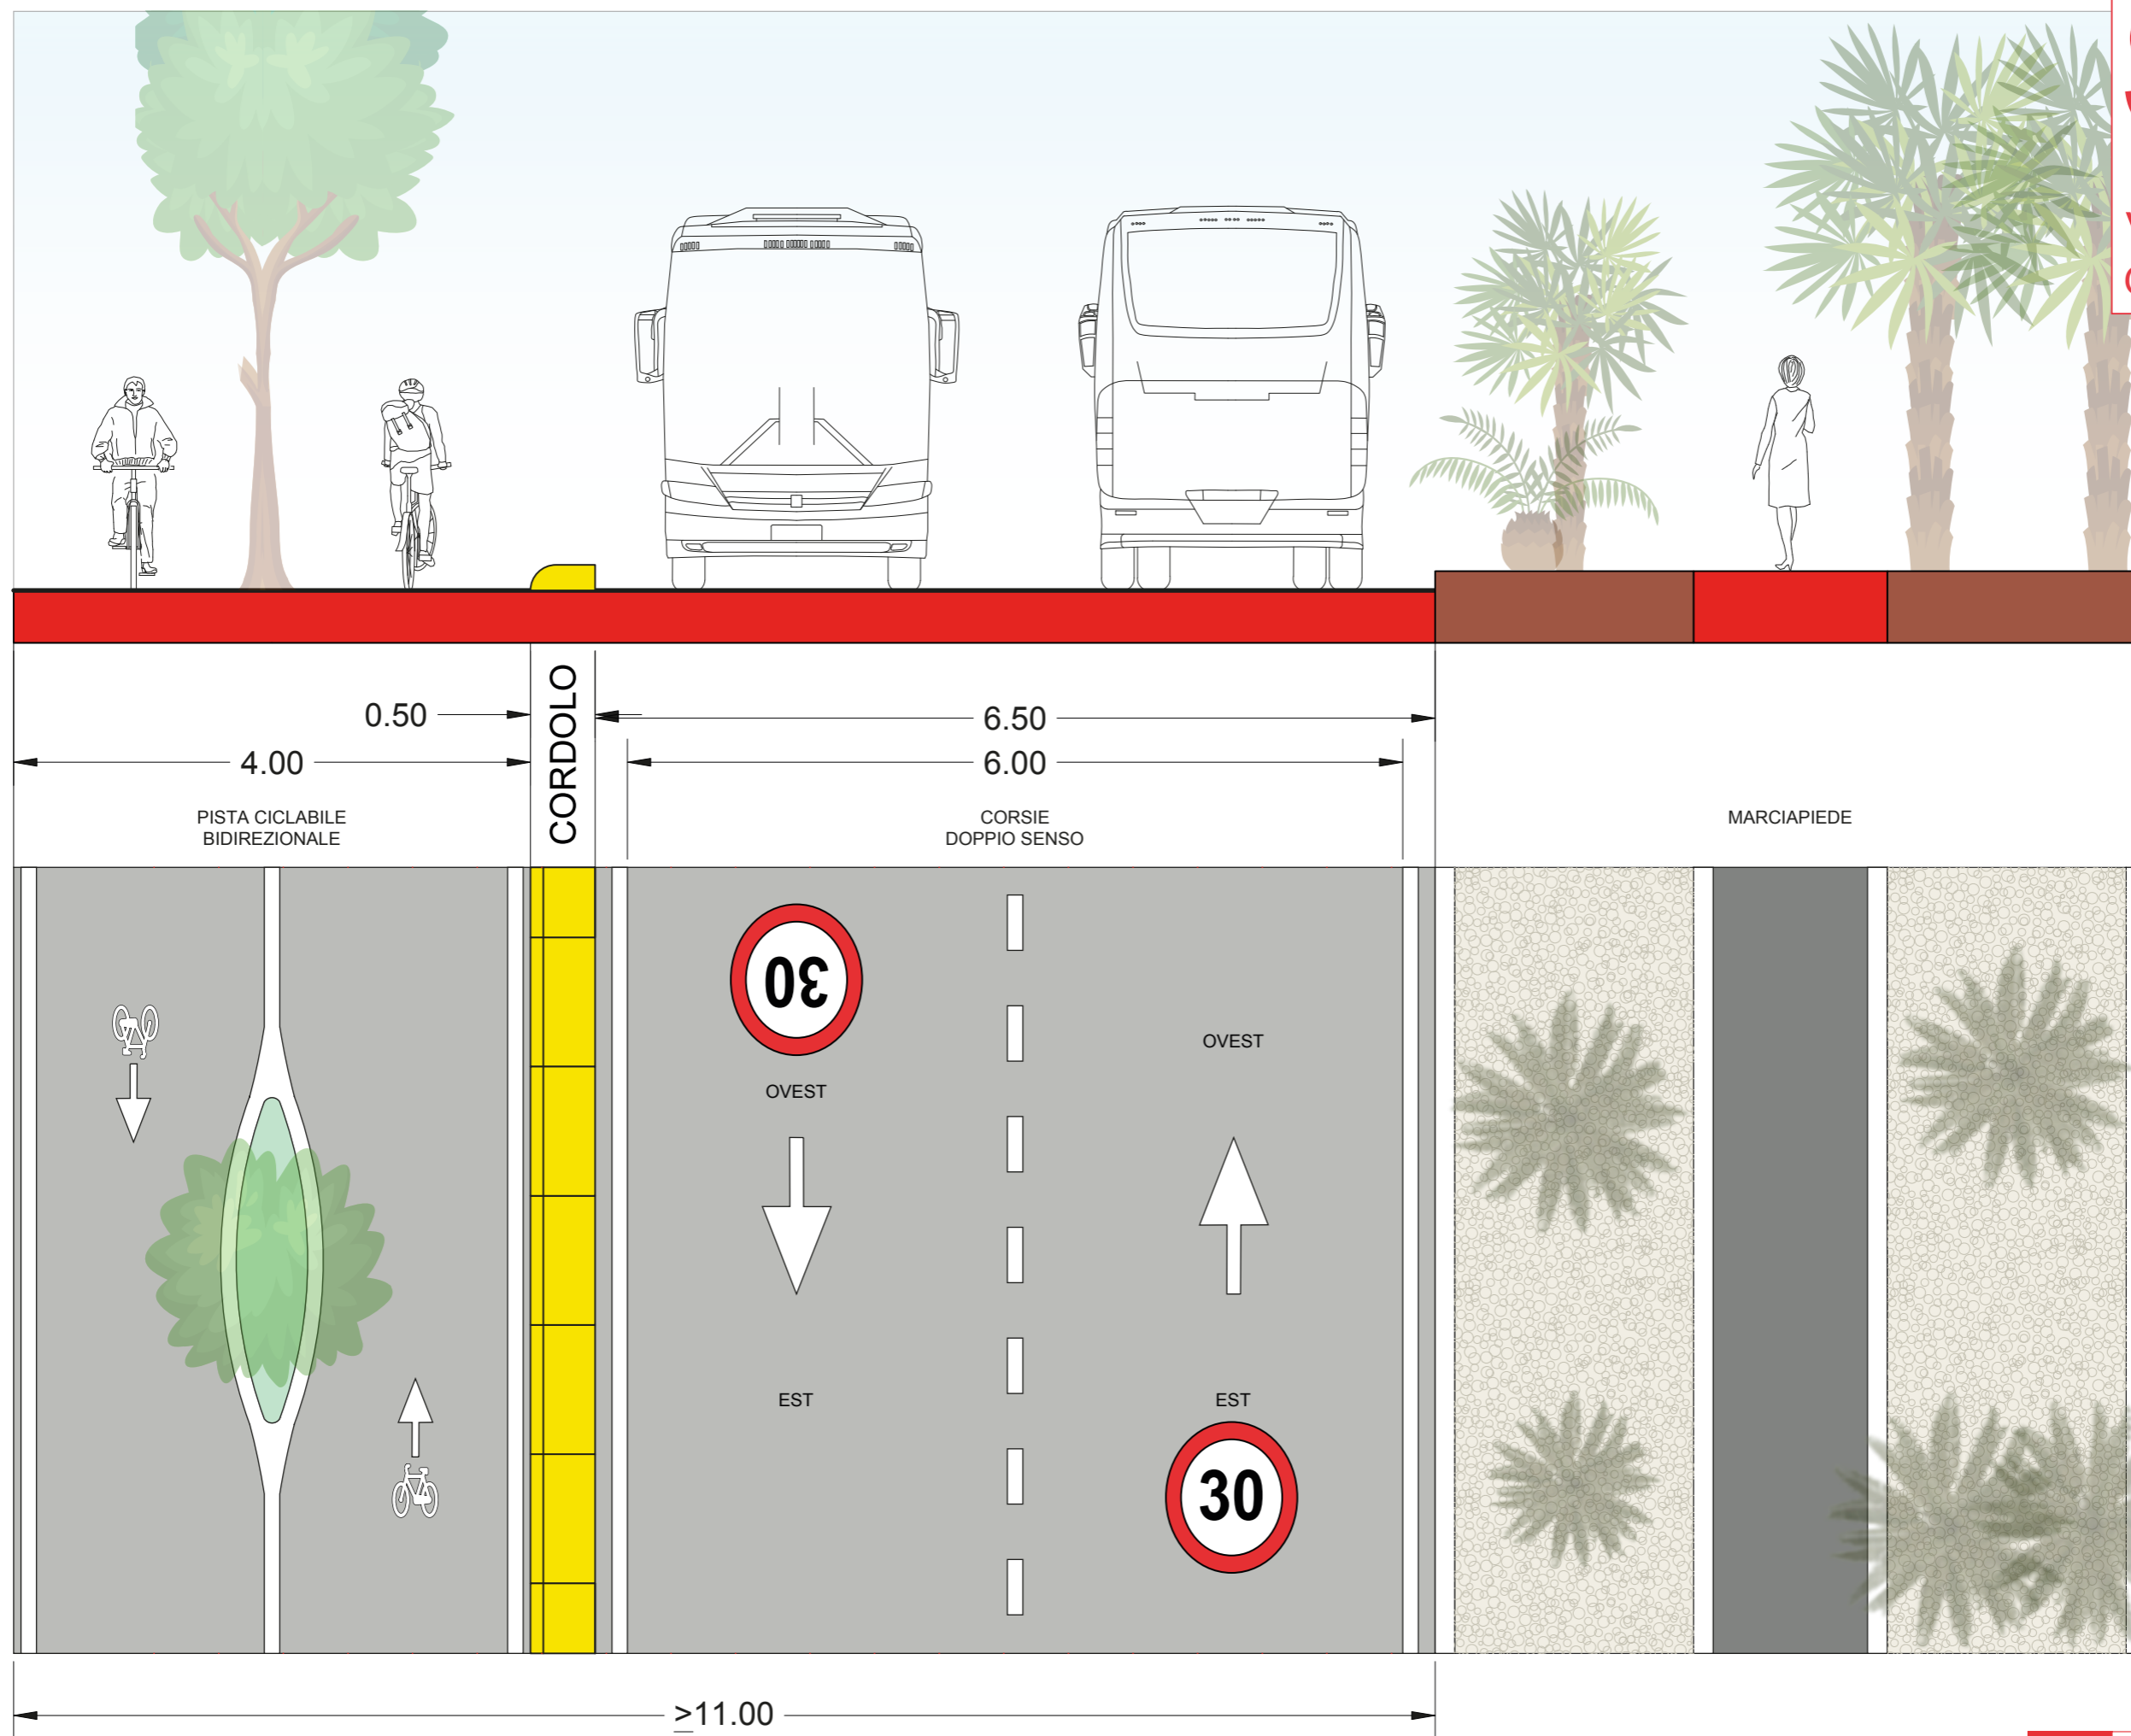 0.50
6.50
4.00
6.00
CORDOLO
PISTA CICLABILE
BIDIREZIONALE
CORSIE
DOPPIO SENSO
MARCIAPIEDE
30
OVEST
OVEST
EST
EST
30
≥11.00